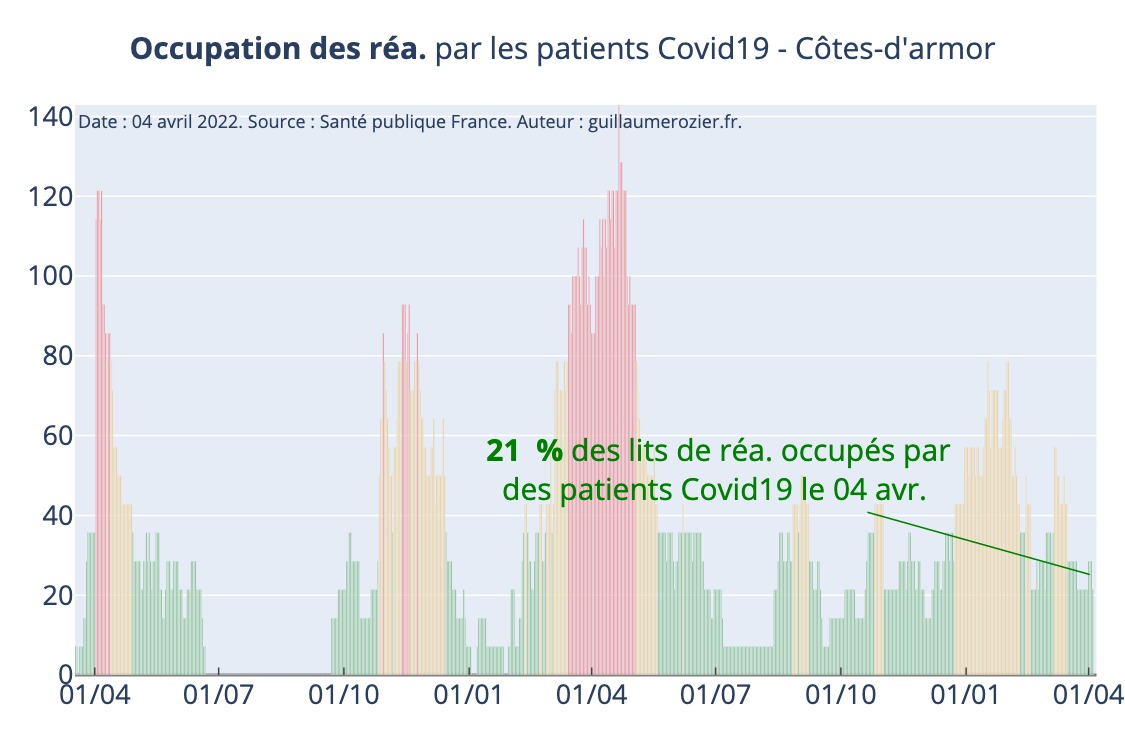 Occupation des réa. par les patients Covid19 - Côtes-d'armor
140
Date : 04 avril 2022. Source : Santé publique France. Auteur : guillaumerozier.fr.
120
100
80
60
21 % des lits de réa. occupés par
des patients Covid19 le 04 avr.
40
20
0
01/04 01/07 01/10 01/01 01/04 01/07 01/10 01/01 01/04